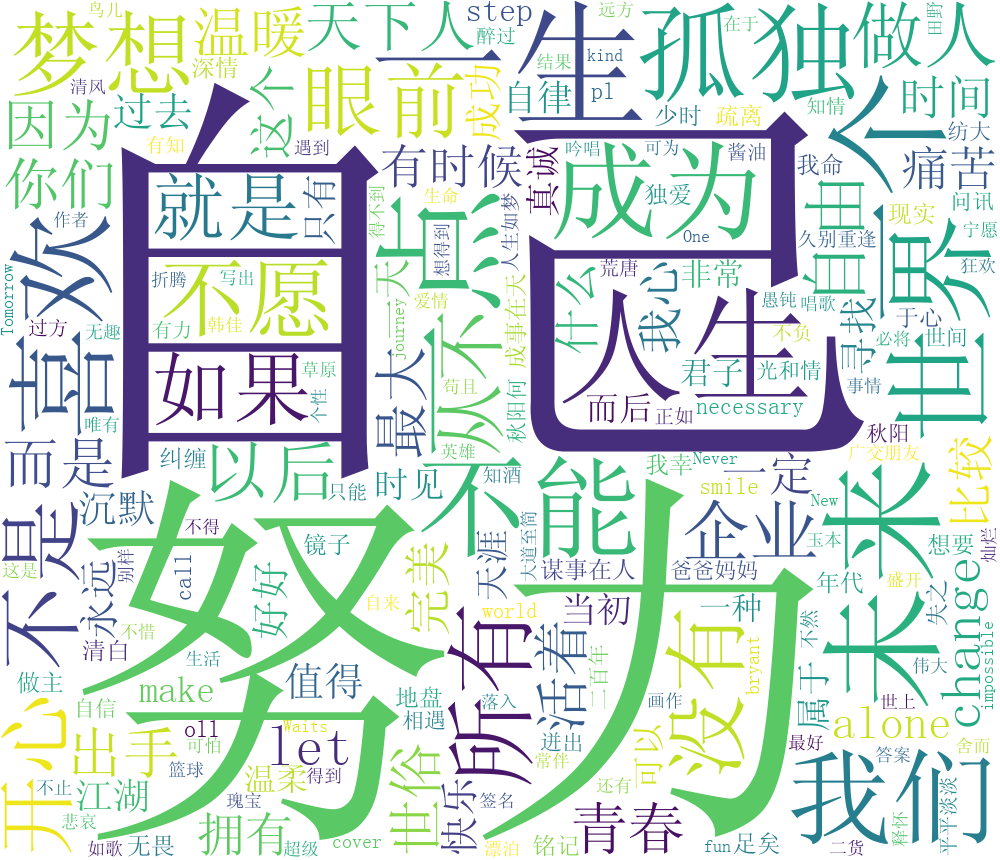 鸟儿
梦想
温暖
天下人
step
远方
在于
田野
清风
深情
醉过
一生
结果
kind
孤独
做人
因为
过去
这个
眼前
成功
自律
pl
少时
疏离
知情
时间
纺大
有知
遇到
有时候
真诚
吟唱
可为
酱油
我命
个人
痛苦
你们
自己
就是
只有
生命
得不到
想得到
人生如梦
成为
独爱
One
自由
现实
问讯
久别重逢
宁愿
作者
喜欢
折腾
写出
不愿
一天
一点
荒唐
非常
什么
我心
愚钝
唱歌
世界
狂欢
Tomorrow
过方
无趣
有力
韩佳
爱情
journey
从不
成事在天
人生
不负
寻找
于心
必将
世间
如果
草原
个性
最大
苟且
秋阳何
君子
光和情
事情
唯有
而后
正如
necessary
秋阳
而是
纠缠
以后
只能
时见
英雄
知酒
不能
我幸
Never
一定
广交朋友
比较
不是
沉默
不得
镜子
天涯
大道至简
smile
企业
New
未来
玉本
想要
灿烂
这是
永远
别样
call
努力
好好
完美
谋事在人
爸爸妈妈
年代
盛开
失之
change
不惜
自来
world
当初
一种
不然
清白
生活
所有
活着
二百年
没有
bryant
属于
伟大
impossible
做主
make
值得
地盘
落入
画作
世上
alone
开心
自信
出手
oll
Waits
相遇
常伴
迸出
可以
最好
我们
答案
舍而
可怕
let
世俗
不止
篮球
温柔
得到
快乐
签名
还有
青春
江湖
瑰宝
拥有
平平淡淡
释怀
悲哀
如歌
无畏
超级
cover
漂泊
铭记
fun
足矣
二货